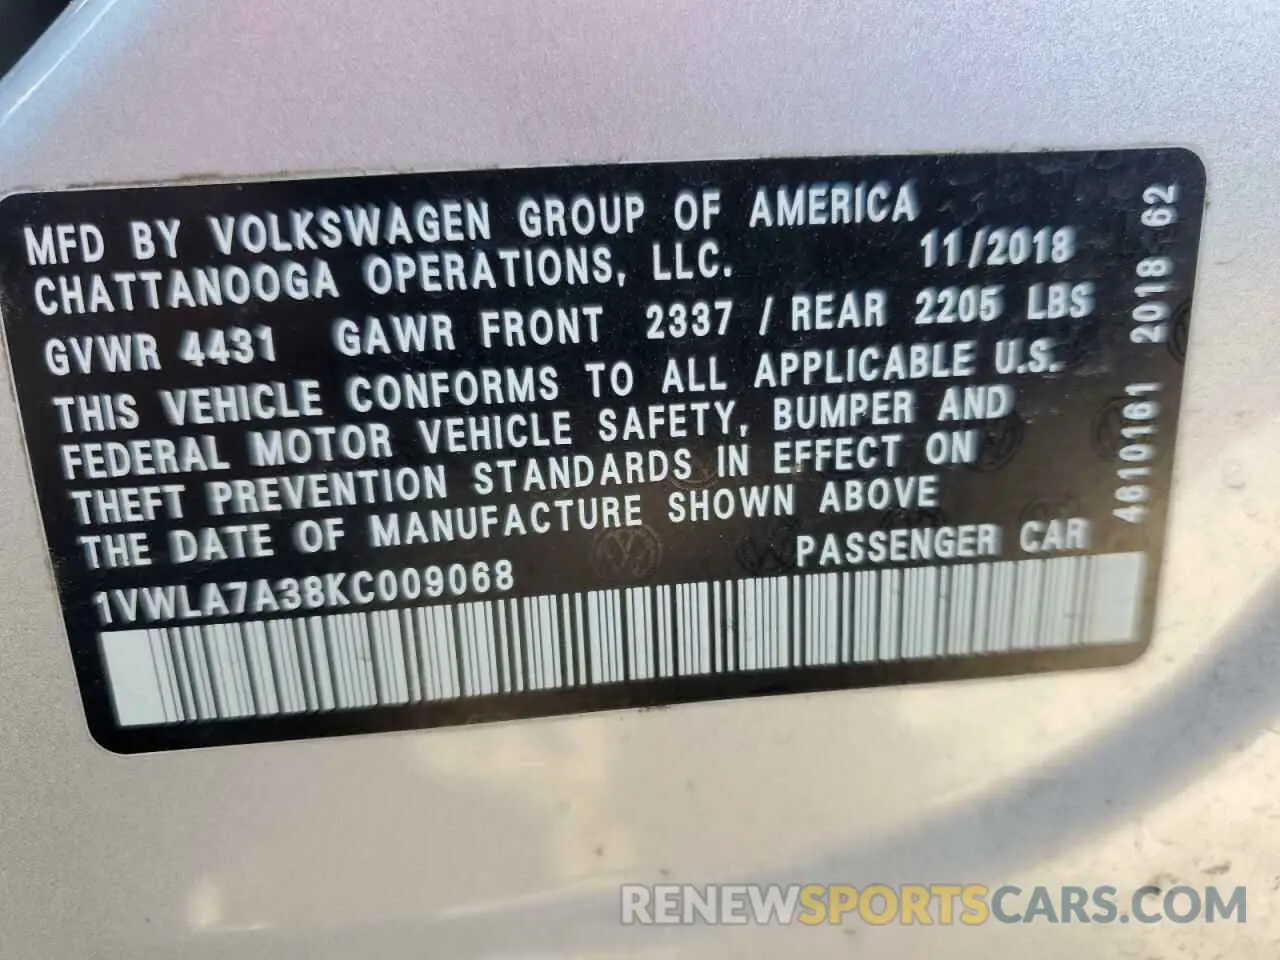 MFD BY VOLKSWAGEN GROUP OF AMERICA
CHATTANOOGA OPERATIONS, LLC. 11/2018
GVWR 4431 GAWR FRONT 2337 / REAR 2205 LBS
THIS VEHICLE CONFORMS TO ALL APPLICABLE U.S.
FEDERAL MOTOR VEHICLE SAFETY, BUMPER AND
THEFT PREVENTION STANDARDS IN EFFECT ON
THE DATE OF MANUFACTURE SHOWN ABOVE
1VWLA7A38KC009068 PASSENGER CAR
4610161 2018 62
RENEWSPORTSCARS.COM